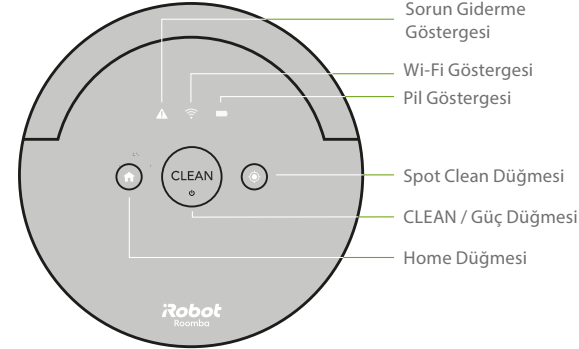 Sorun Giderme
Göstergesi
Wi-Fi Göstergesi
Pil Göstergesi
CLEAN
Spot Clean Düğmesi
CLEAN / Güç Düğmesi
Home Düğmesi
iRobot
Roomba